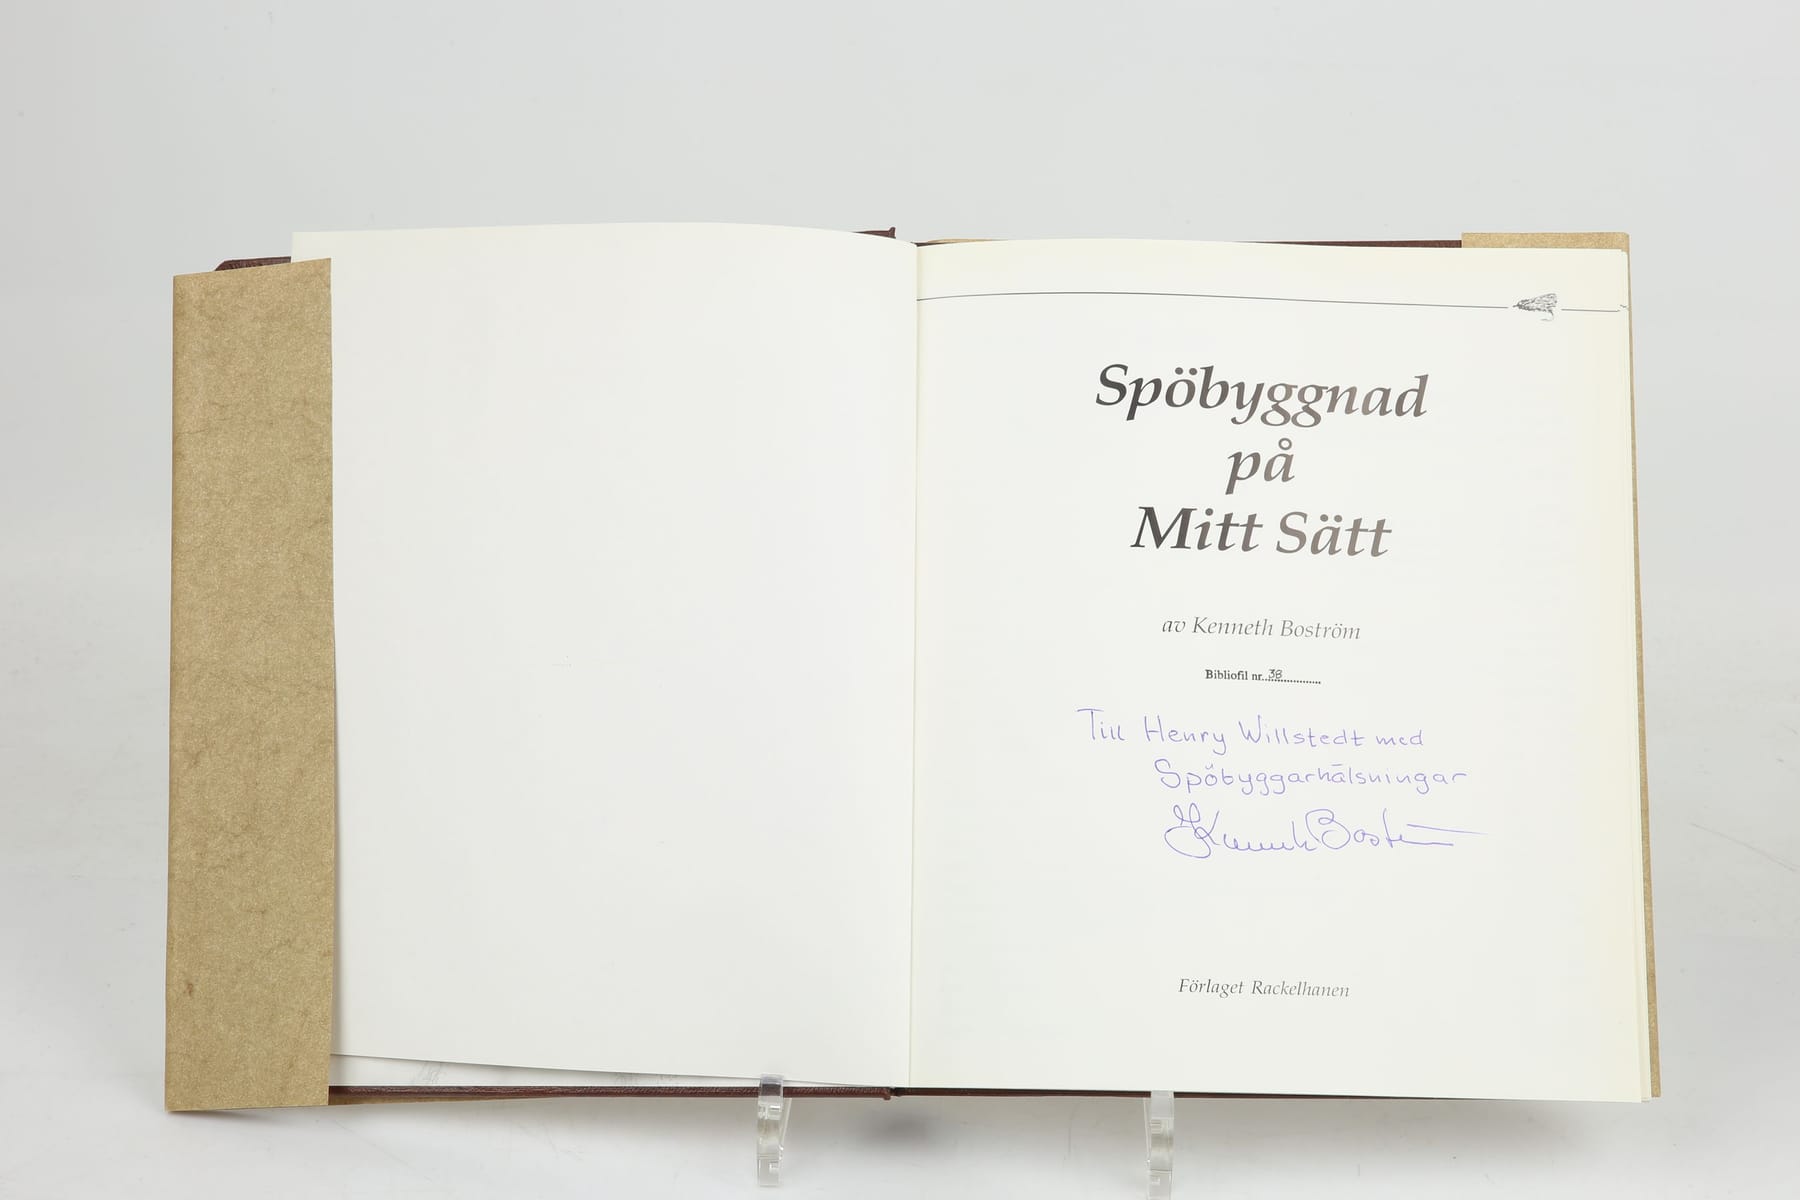 Spöbyggnad
på
Mitt Sätt
av Kenneth Boström
Bibliofil nr. 38
Till Henry Willstedt med
Spöbyggarhälsningar
Kenneth Boström
Förlaget Rackelhanen